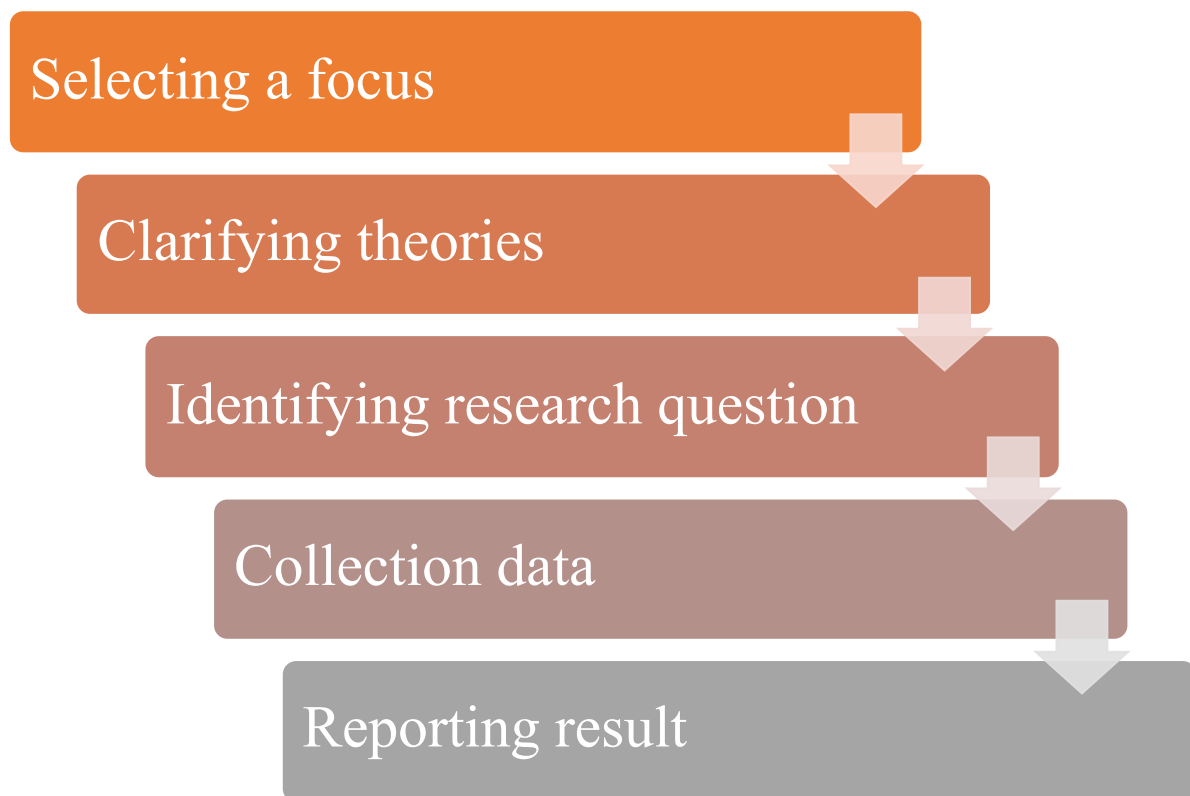 Selecting a focus
Clarifying theories
Identifying research question
Collection data
Reporting result